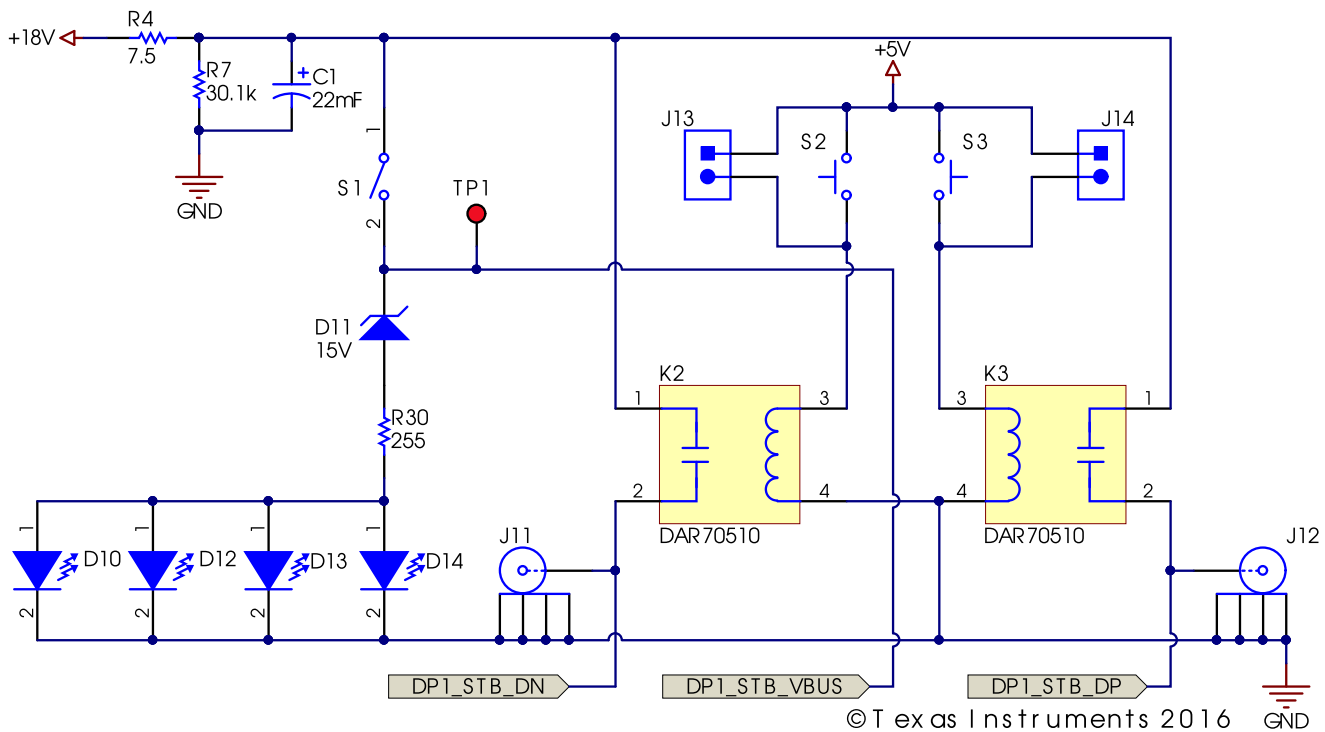 R4
+18V
7.5
+5V
R7
30.1k
C1
22mF
+
J13
J14
S2
S3
1
S1
TP1
GND
2
D11
15V
K2
K3
1
3
3
1
R30
255
2
4
4
2
DAR70510
DAR70510
1
1
1
1
J11
J12
D10
D12
D13
D14
2
2
2
2
DP1_STB_DN
DP1_STB_VBUS
DP1_STB_DP
GND
©Texas Instruments 2016